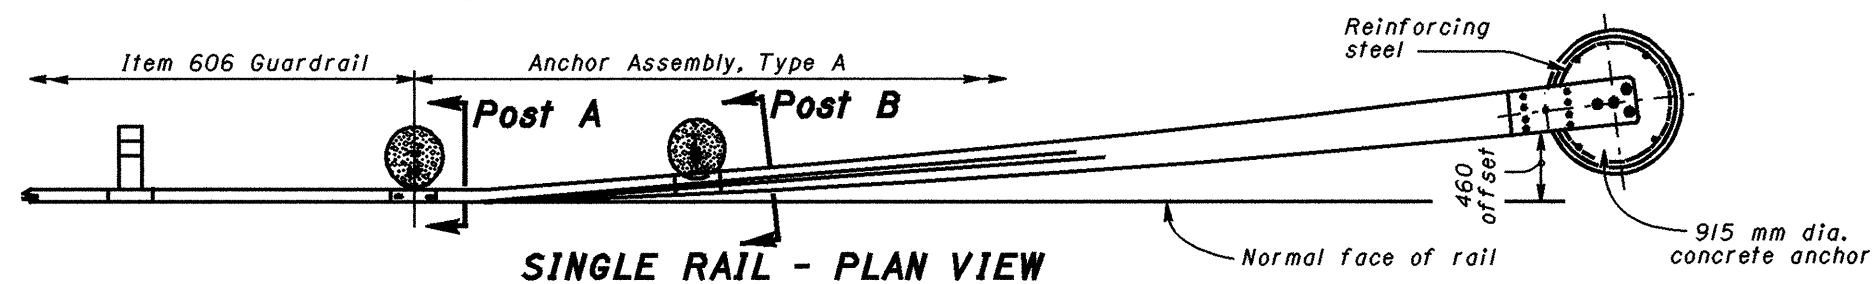 Reinforcing
steel
Item 606 Guardrail
Anchor Assembly, Type A
Post A
Post B
460
offset
915 mm dia.
concrete anchor
Normal face of rail
SINGLE RAIL - PLAN VIEW